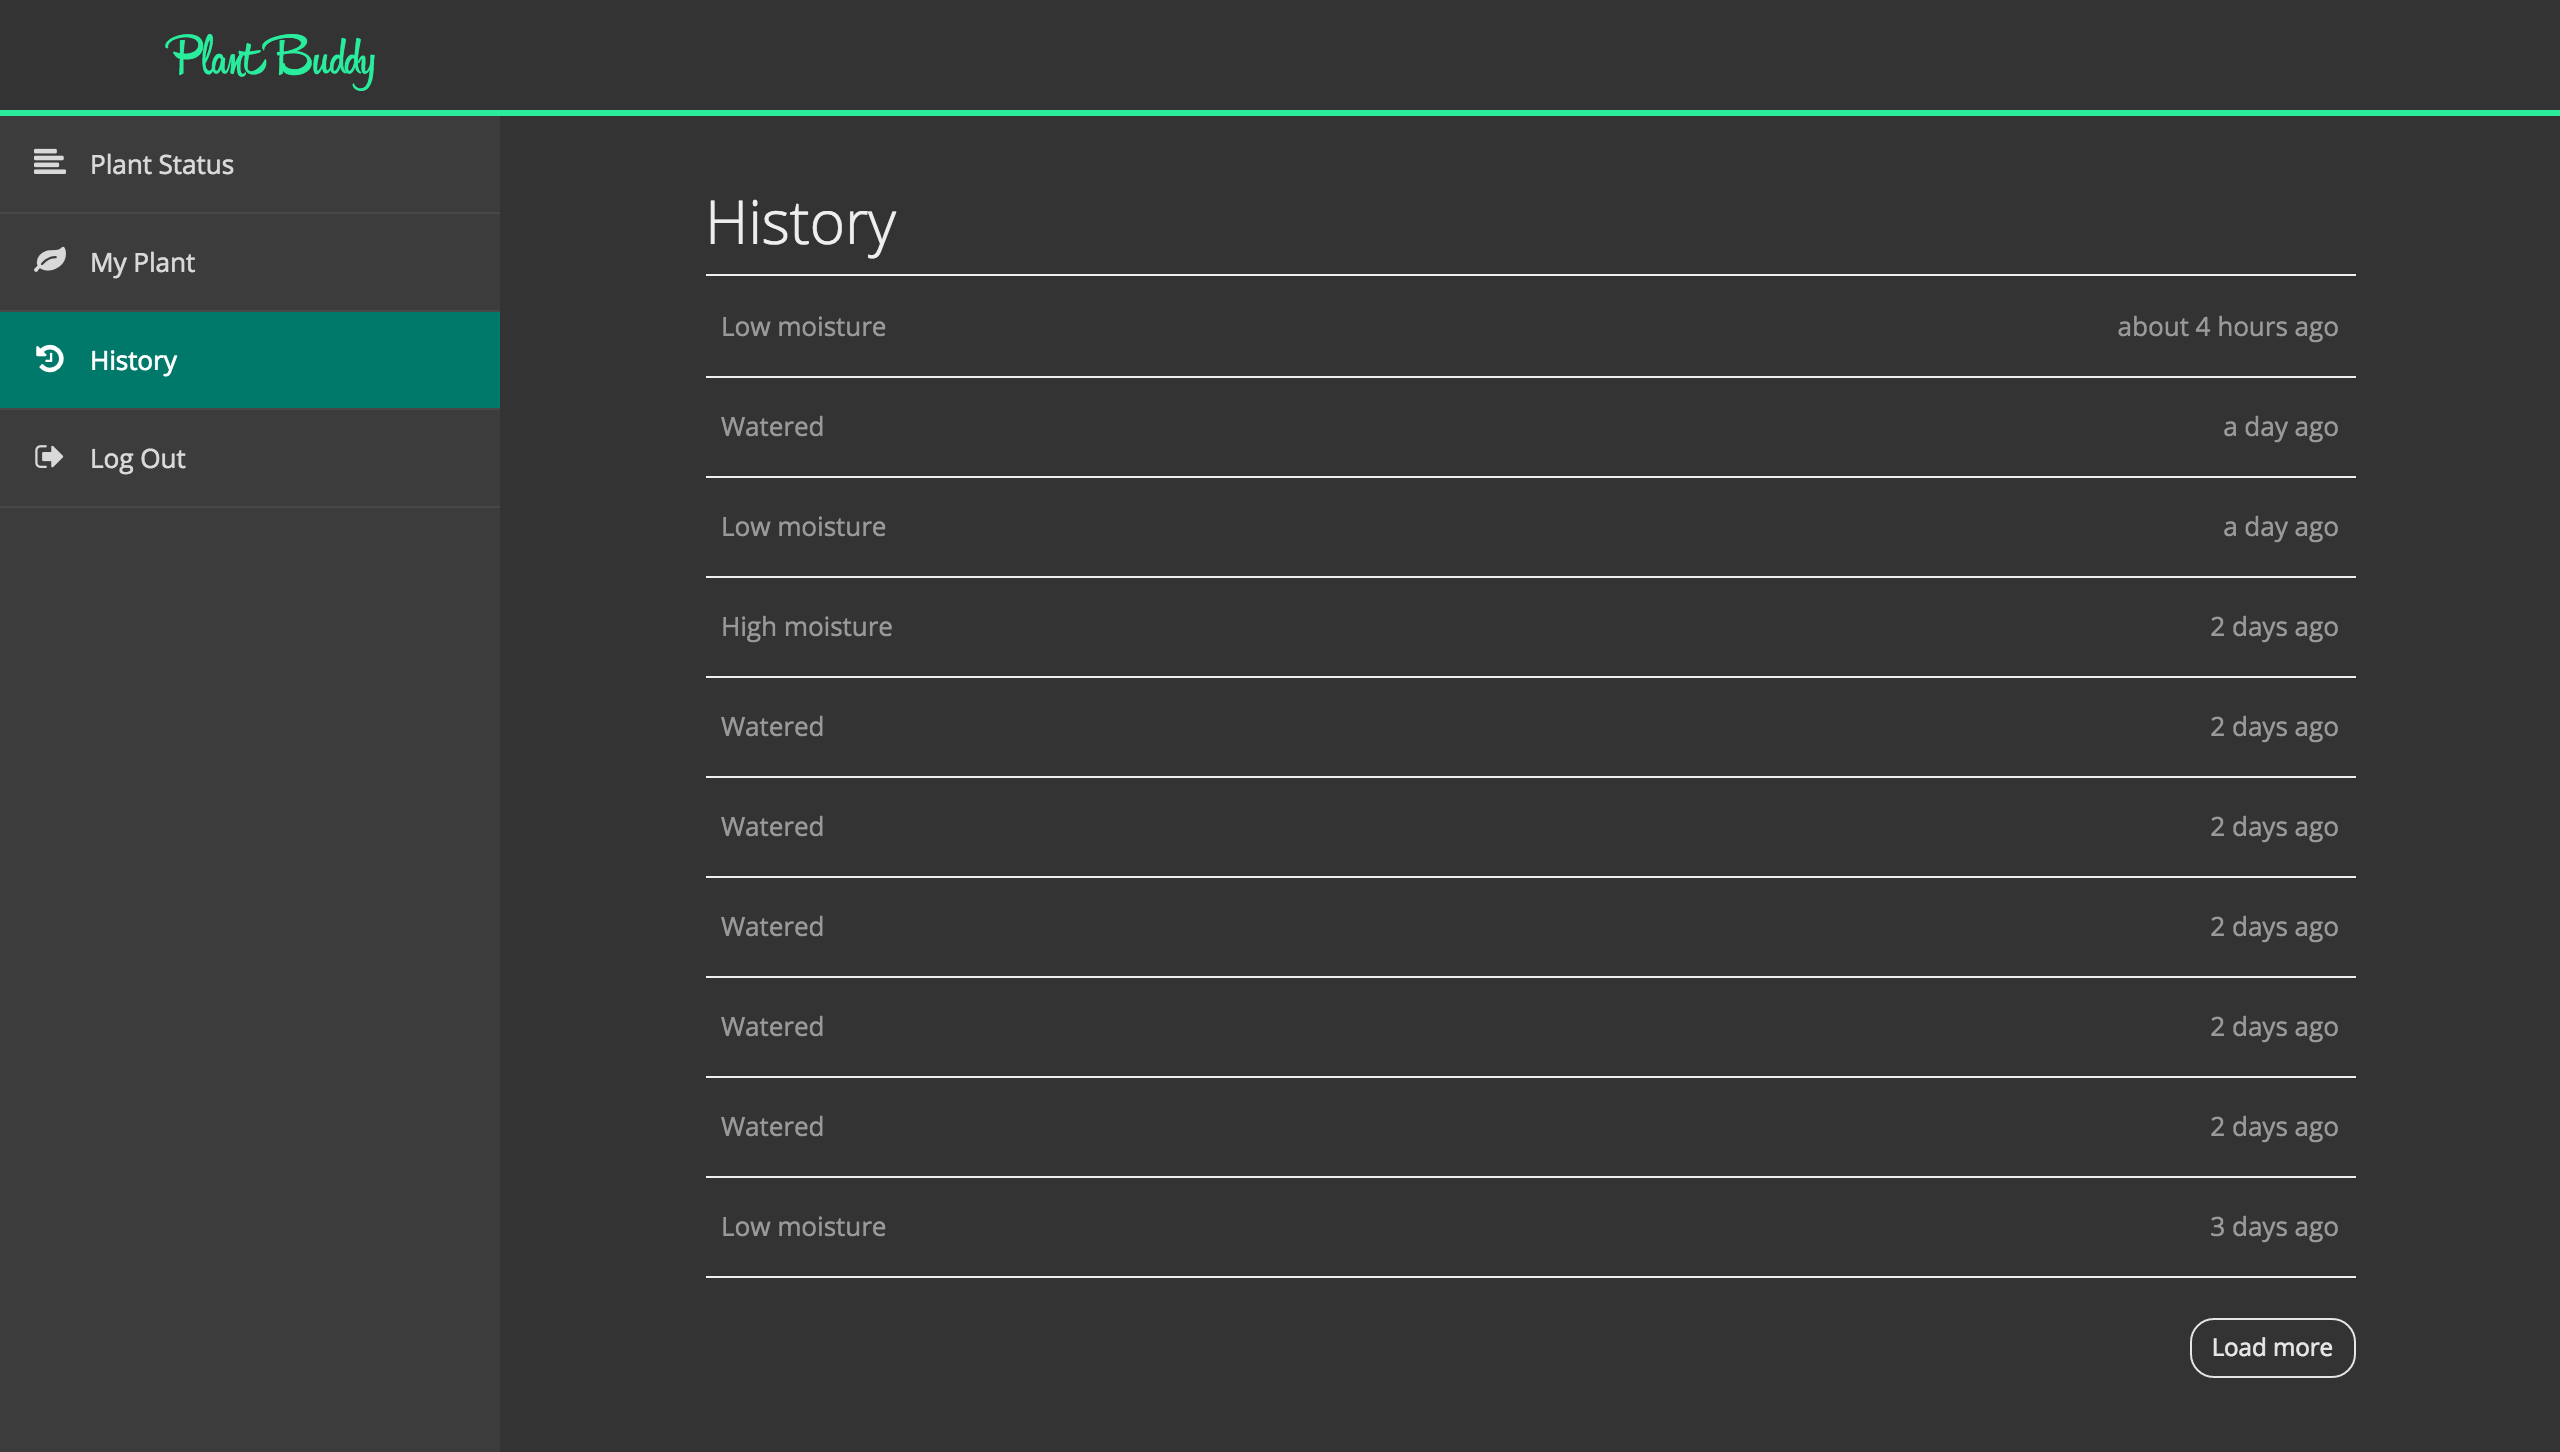 Plant Buddy
Plant Status
My Plant
History
Log Out
History
Low moisture about 4 hours ago
Watered a day ago
Low moisture a day ago
High moisture 2 days ago
Watered 2 days ago
Watered 2 days ago
Watered 2 days ago
Watered 2 days ago
Watered 2 days ago
Low moisture 3 days ago
Load more